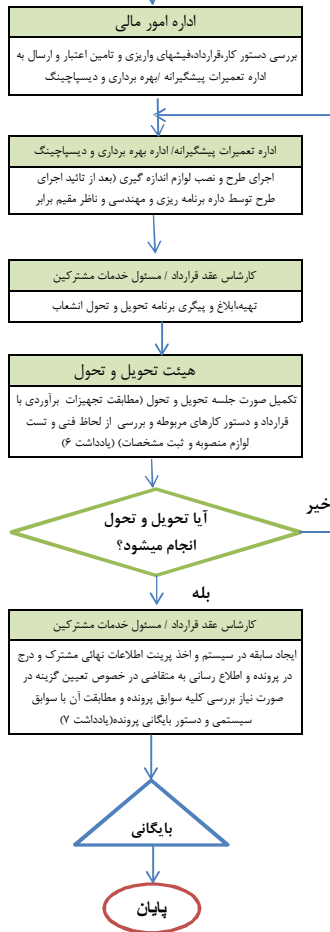 اداره امور مالی
بررسی دستور کار،قرارداد،فیشهای واریزی و تامین اعتبار و ارسال به
اداره تعمیرات پیشگیرانه /بهره برداری و دیسپاچینگ
اداره تعمیرات پیشگیرانه/ اداره بهره برداری و دیسپاچینگ
اجرای طرح و نصب لوازم اندازه گیری (بعد از تائید اجرای
طرح توسط داره برنامه ریزی و مهندسی و ناظر مقیم برابر
کارشاس عقد قرارداد / مسئول خدمات مشترکین
تهیه،ابلاغ و پیگری برنامه تحویل و تحول انشعاب
هیئت تحویل و تحول
تکمیل صورت جلسه تحویل و تحول (مطابقت تجهیزات برآوردی با
قرارداد و دستور کارهای مربوطه و بررسی از لحاظ فنی و تست
لوازم منصوبه و ثبت مشخصات) (یادداشت ۶)
آیا تحویل و تحول
انجام میشود؟
خیر
بله
کارشناس عقد قرارداد / مسئول خدمات مشترکین
ایجاد سابقه در سیستم و اخذ پرینت اطلاعات نهائی مشترک و درج
در پرونده و اطلاع رسانی به متقاضی در خصوص تعیین گزینه در
صورت نیاز بررسی کلیه سوابق پرونده و مطابقت آن با سوابق
سیستمی و دستور بایگانی پرونده(یادداشت ۷)
بایگانی
پایان